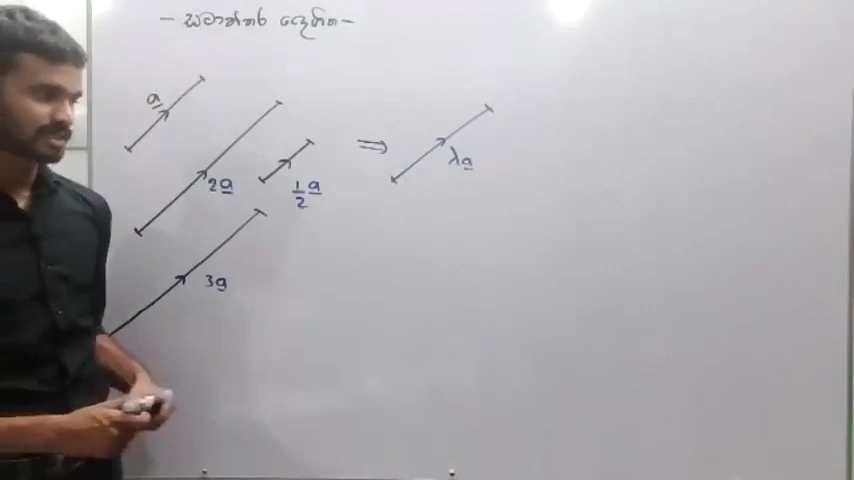 - සමාන්තර දෛශික -
a
2a
1/2 a
⇒
λa
3a